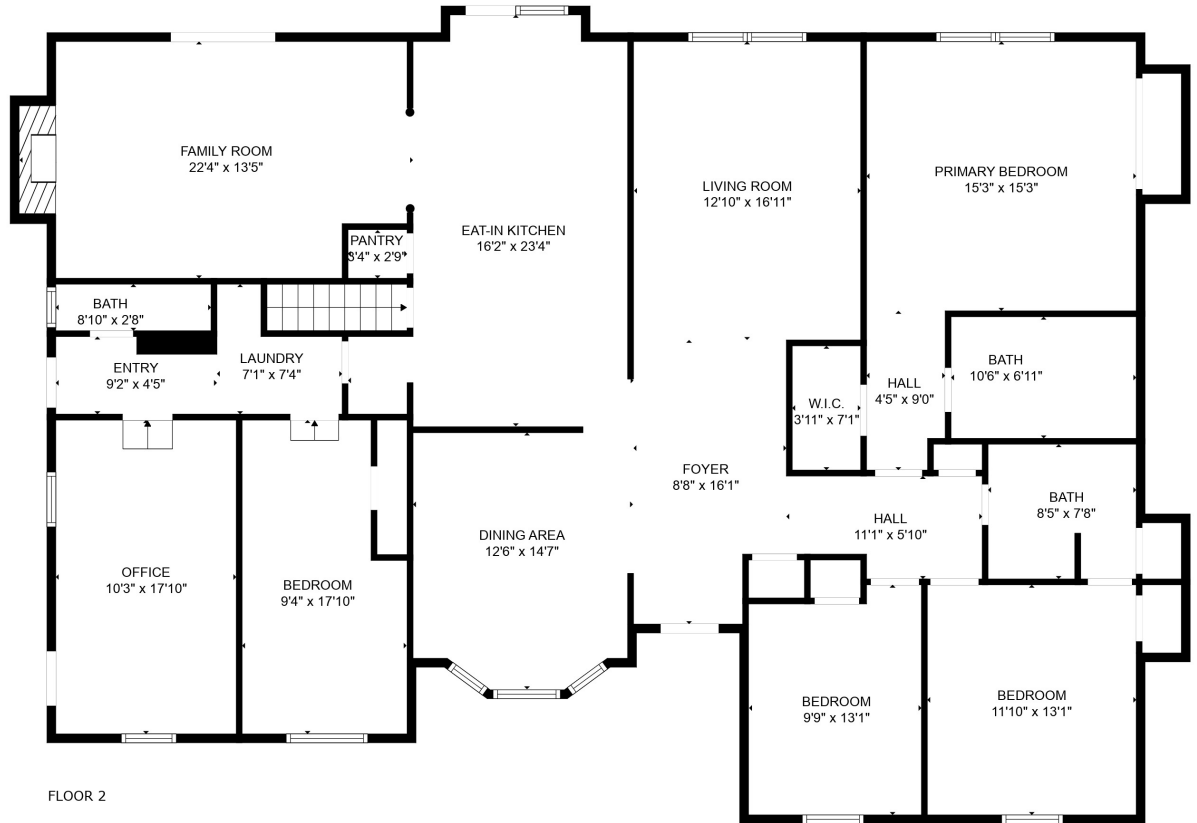 FAMILY ROOM
22'4" x 13'5"
PANTRY
3'4" x 2'9"
EAT-IN KITCHEN
16'2" x 23'4"
LIVING ROOM
12'10" x 16'11"
PRIMARY BEDROOM
15'3" x 15'3"
BATH
8'10" x 2'8"
ENTRY
9'2" x 4'5"
LAUNDRY
7'1" x 7'4"
W.I.C.
3'11" x 7'1"
HALL
4'5" x 9'0"
BATH
10'6" x 6'11"
FOYER
8'8" x 16'1"
HALL
11'1" x 5'10"
BATH
8'5" x 7'8"
DINING AREA
12'6" x 14'7"
OFFICE
10'3" x 17'10"
BEDROOM
9'4" x 17'10"
BEDROOM
9'9" x 13'1"
BEDROOM
11'10" x 13'1"
FLOOR 2